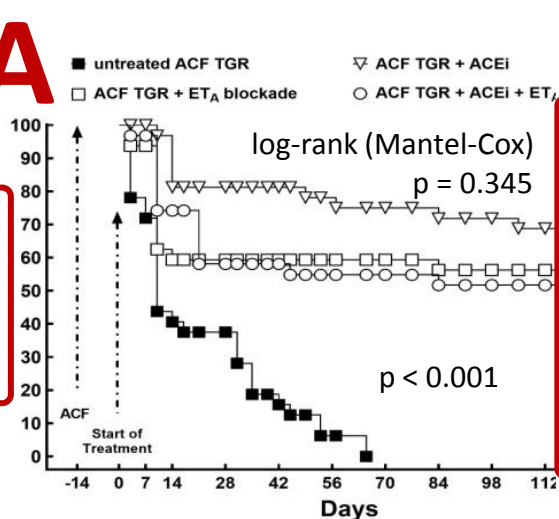 A
untreated ACF TGR
ACF TGR + ACEi
ACF TGR + ETA blockade
ACF TGR + ACEi + ETA
100
90
80
70
60
50
40
30
20
10
0
log-rank (Mantel-Cox)
p = 0.345
p < 0.001
ACF
Start of
Treatment
-14 0 7 14 28 42 56 70 84 98 112
Days